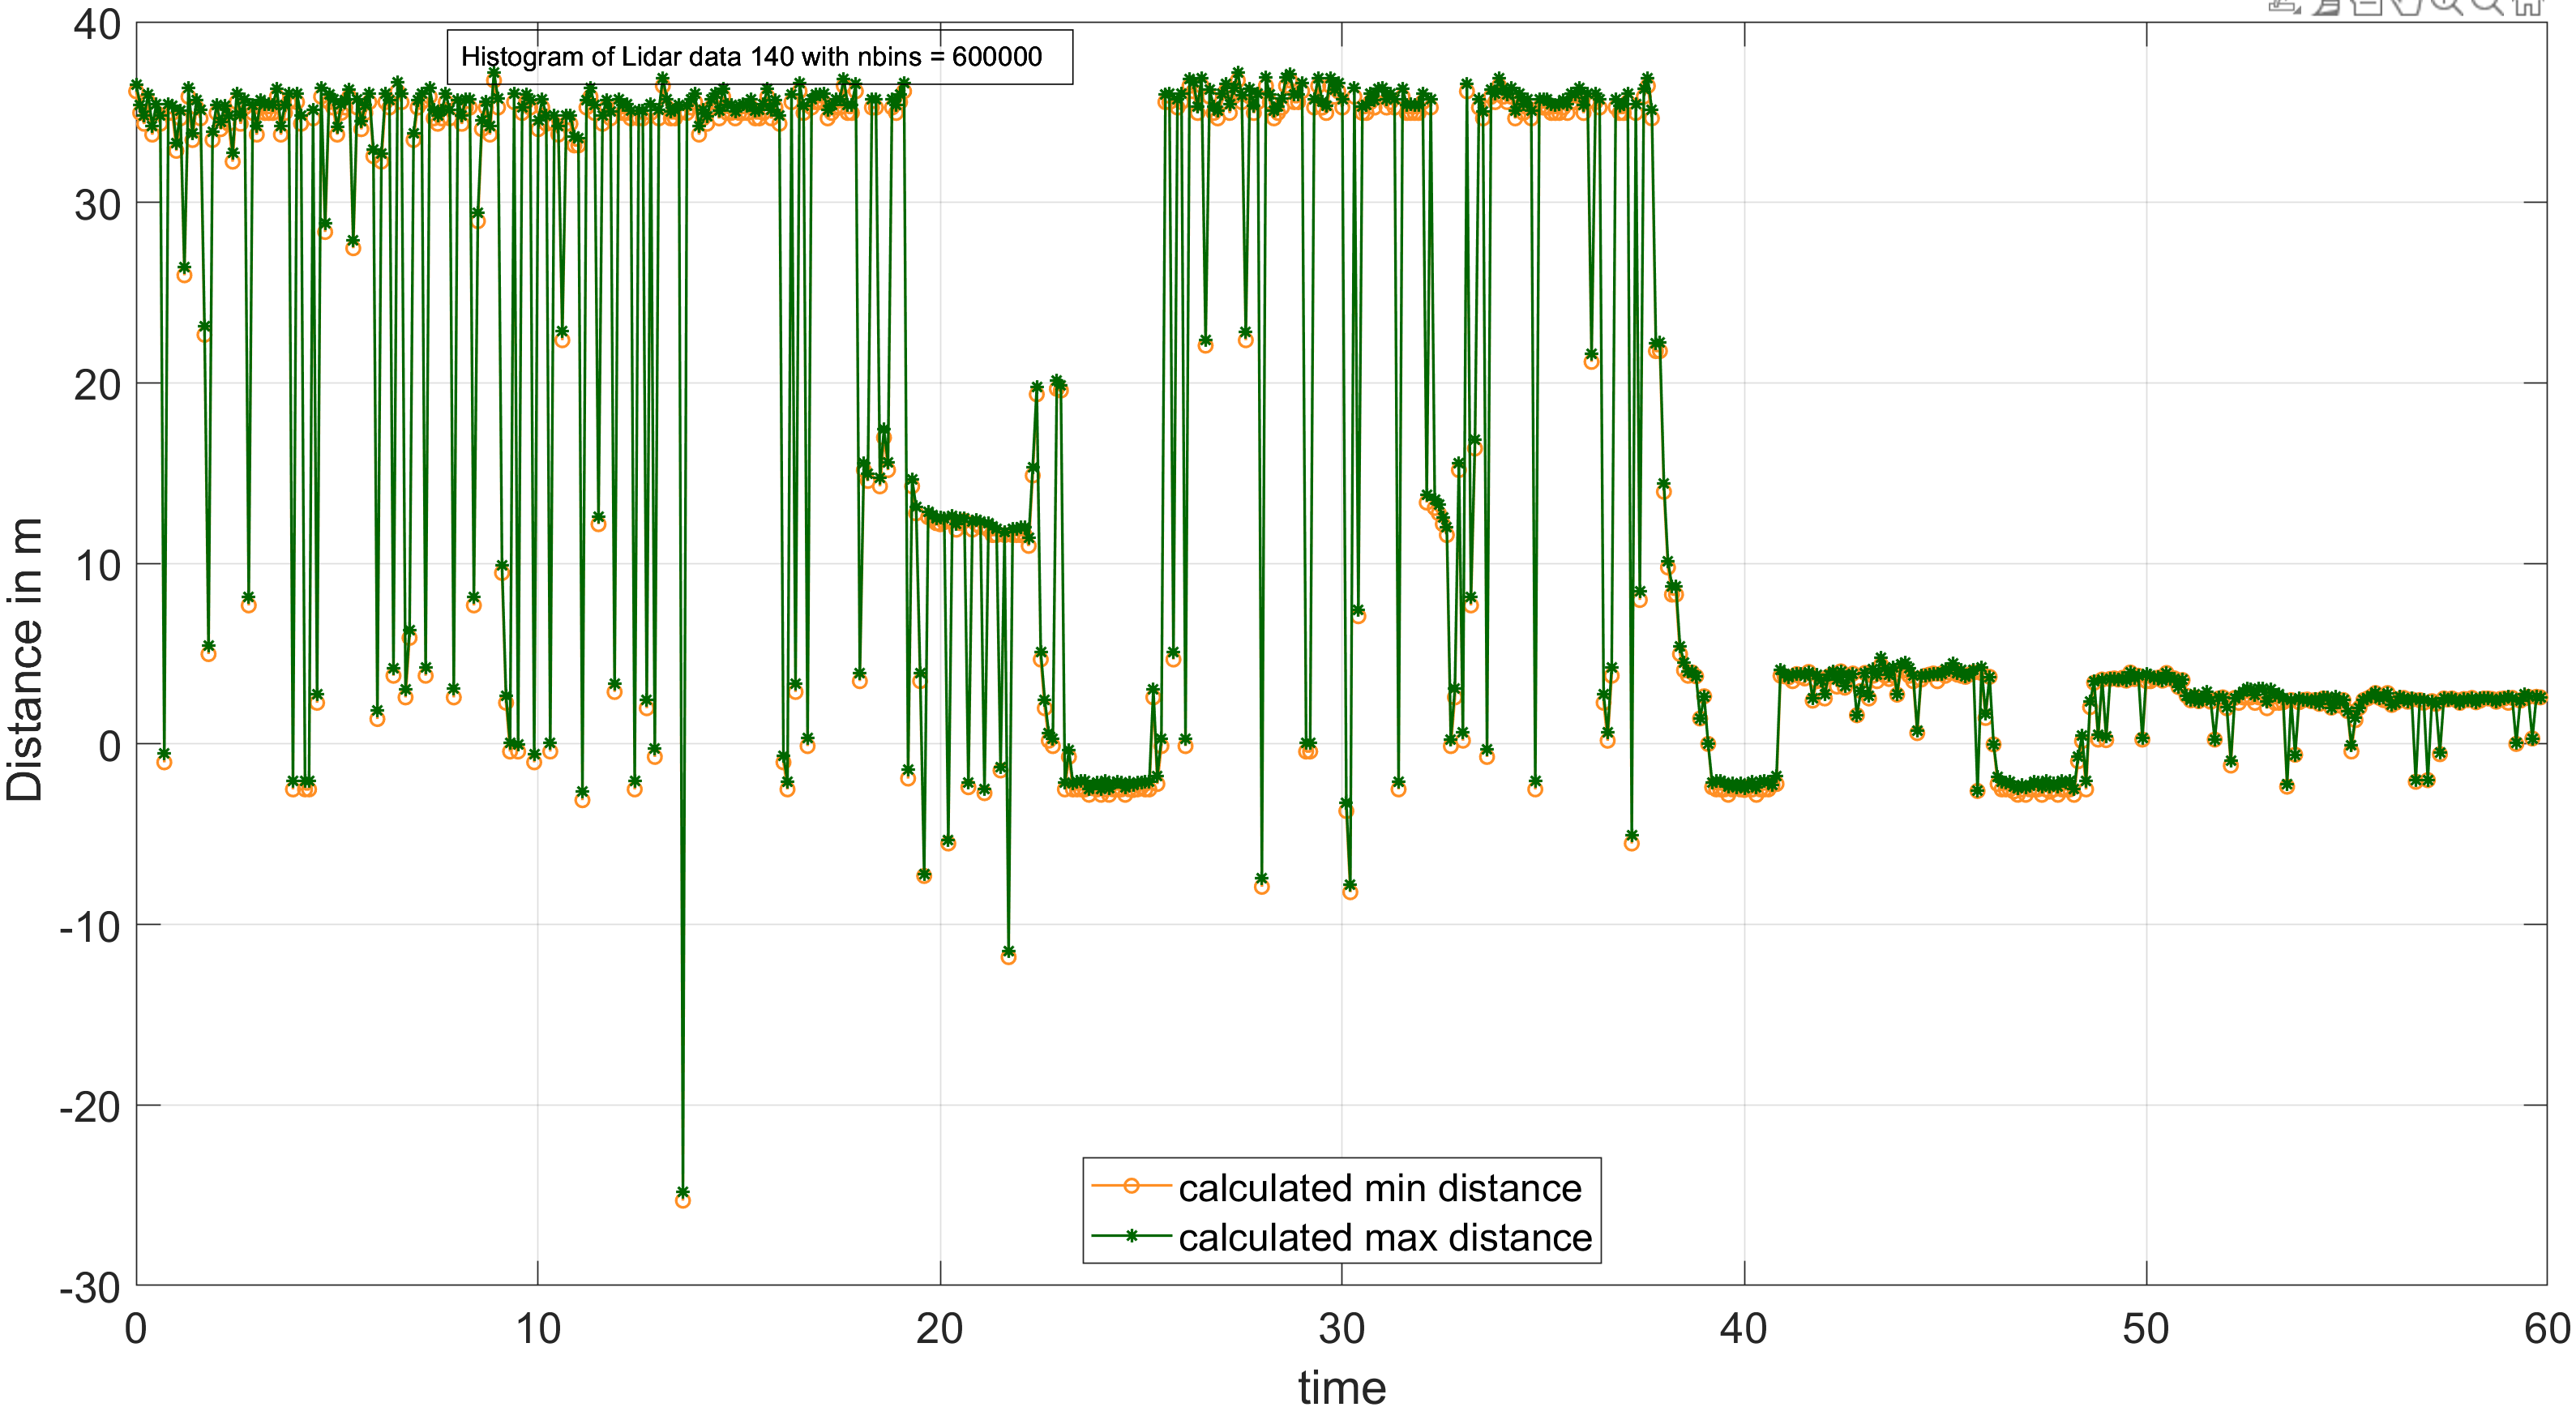 40
Histogram of Lidar data 140 with nbins = 600000
30
20
10
0
-10
-20
-30
Distance in m
calculated min distance
calculated max distance
0 10 20 30 40 50 60
time